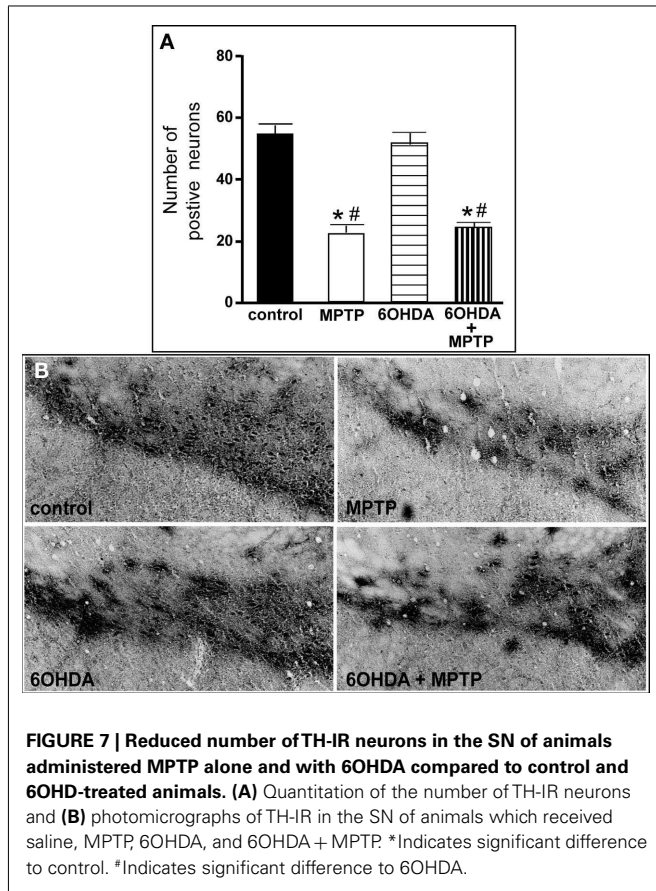 A
Number of
postive neurons
80
60
40
20
0
* #
* #
control
MPTP
6OHDA
6OHDA
+
MPTP
B
control
MPTP
6OHDA
6OHDA + MPTP
FIGURE 7 | Reduced number of TH-IR neurons in the SN of animals
administered MPTP alone and with 6OHDA compared to control and
6OHD-treated animals. (A) Quantitation of the number of TH-IR neurons
and (B) photomicrographs of TH-IR in the SN of animals which received
saline, MPTP, 6OHDA, and 6OHDA + MPTP. *Indicates significant difference
to control. #Indicates significant difference to 6OHDA.